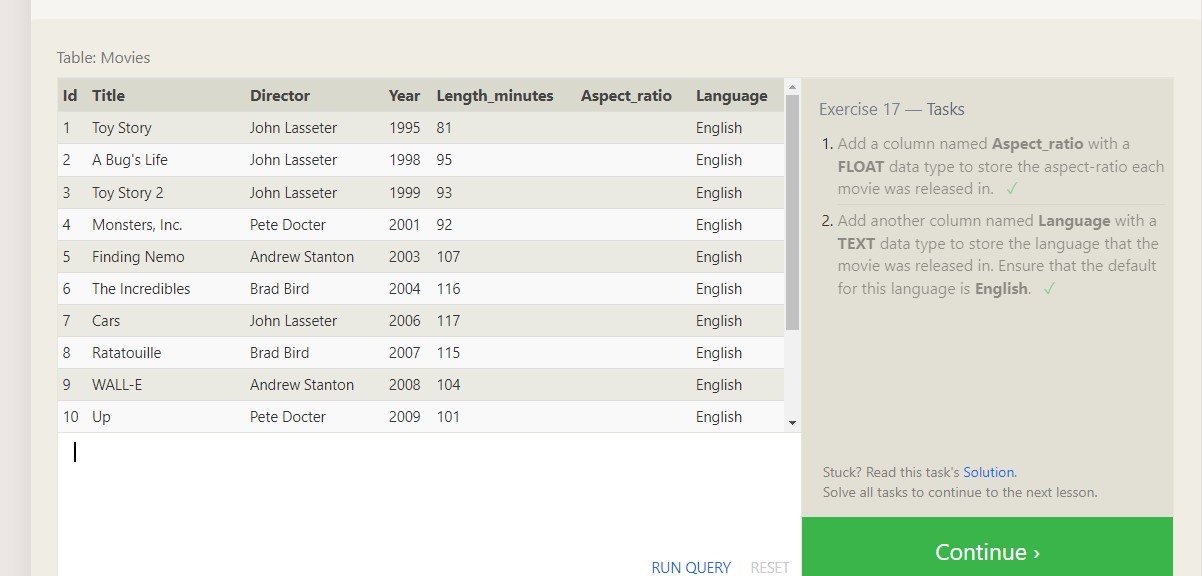 Table: Movies
Id Title Director Year Length_minutes Aspect_ratio Language
1 Toy Story John Lasseter 1995 81 English
2 A Bug's Life John Lasseter 1998 95 English
3 Toy Story 2 John Lasseter 1999 93 English
4 Monsters, Inc. Pete Docter 2001 92 English
5 Finding Nemo Andrew Stanton 2003 107 English
6 The Incredibles Brad Bird 2004 116 English
7 Cars John Lasseter 2006 117 English
8 Ratatouille Brad Bird 2007 115 English
9 WALL-E Andrew Stanton 2008 104 English
10 Up Pete Docter 2009 101 English
RUN QUERY RESET
Exercise 17 — Tasks
1. Add a column named Aspect_ratio with a
FLOAT data type to store the aspect-ratio each
movie was released in. ✓
2. Add another column named Language with a
TEXT data type to store the language that the
movie was released in. Ensure that the default
for this language is English. ✓
Stuck? Read this task's Solution.
Solve all tasks to continue to the next lesson.
Continue ›